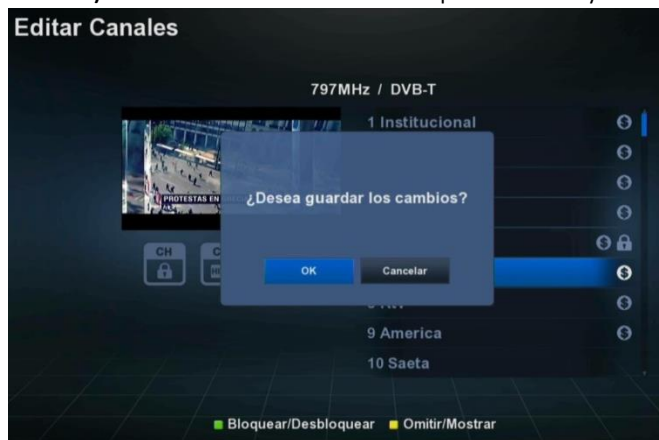 Editar Canales
797MHz / DVB-T
1 Institucional
PROTESTAS EN
¿Desea guardar los cambios?
CH
OK
Cancelar
9 America
10 Saeta
Bloquear/Desbloquear
Omitir/Mostrar